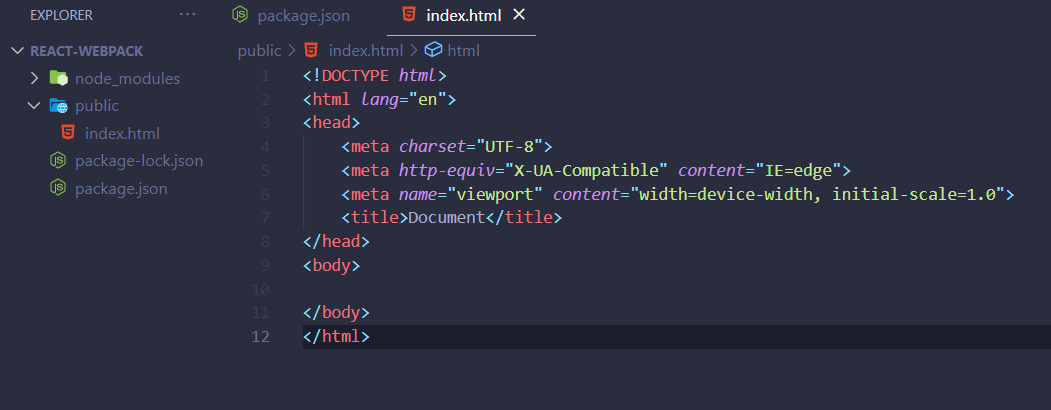 EXPLORER ...
REACT-WEBPACK
node_modules
public
index.html
package-lock.json
package.json
package.json index.html
public > index.html > html
1 <!DOCTYPE html>
2 <html lang="en">
3 <head>
4 <meta charset="UTF-8">
5 <meta http-equiv="X-UA-Compatible" content="IE=edge">
6 <meta name="viewport" content="width=device-width, initial-scale=1.0">
7 <title>Document</title>
8 </head>
9 <body>
10
11 </body>
12 </html>